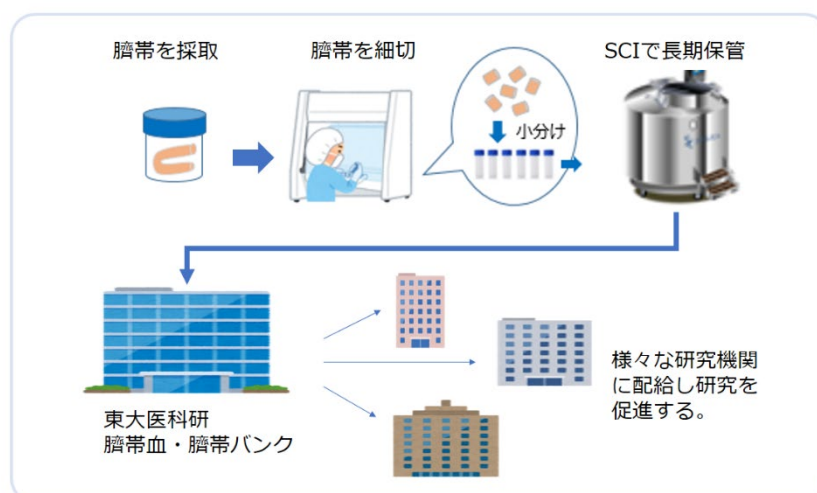 臍帯を採取
臍帯を細切
SCIで長期保管
小分け
東大医科研
臍帯血・臍帯バンク
様々な研究機関
に配給し研究を
促進する。